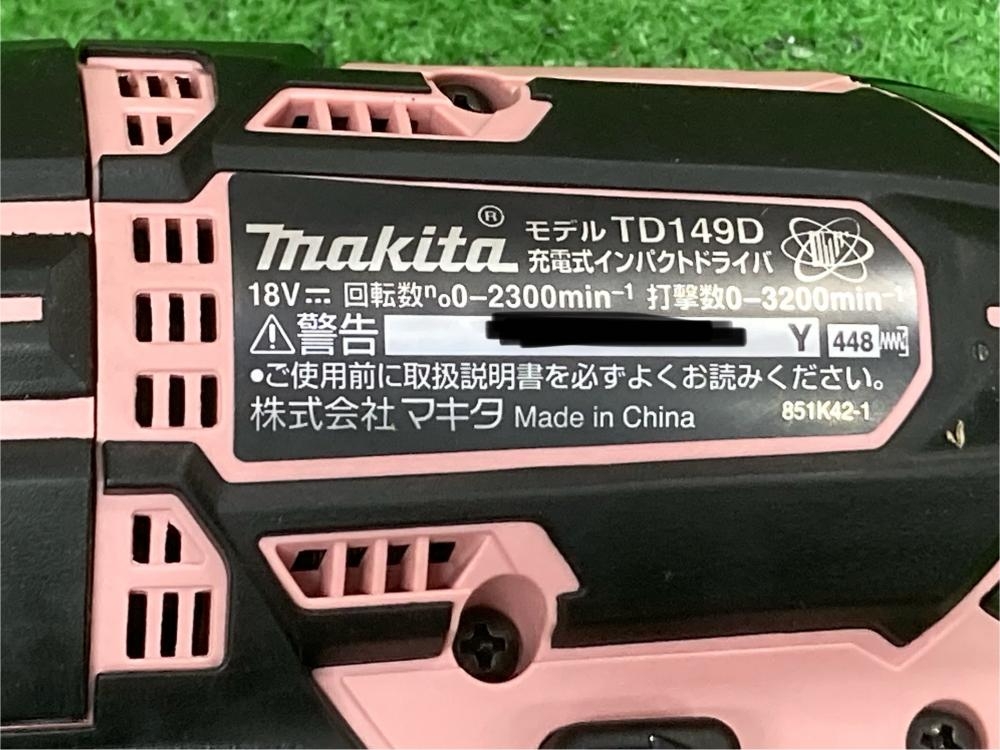 makita® モデル TD149D
充電式インパクトドライバ
18V⎓ 回転数n₀0−2300min⁻¹ 打撃数0−3200min⁻¹
⚠警告 Y 448
●ご使用前に取扱説明書を必ずよくお読みください。
株式会社 マキタ Made in China 851K42-1